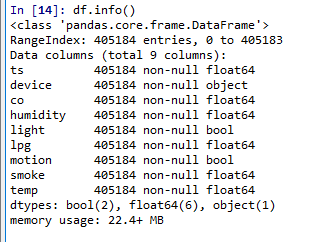 In [14]: df.info()
<class 'pandas.core.frame.DataFrame'>
RangeIndex: 405184 entries, 0 to 405183
Data columns (total 9 columns):
ts          405184 non-null float64
device      405184 non-null object
co          405184 non-null float64
humidity    405184 non-null float64
light       405184 non-null bool
lpg         405184 non-null float64
motion      405184 non-null bool
smoke       405184 non-null float64
temp        405184 non-null float64
dtypes: bool(2), float64(6), object(1)
memory usage: 22.4+ MB